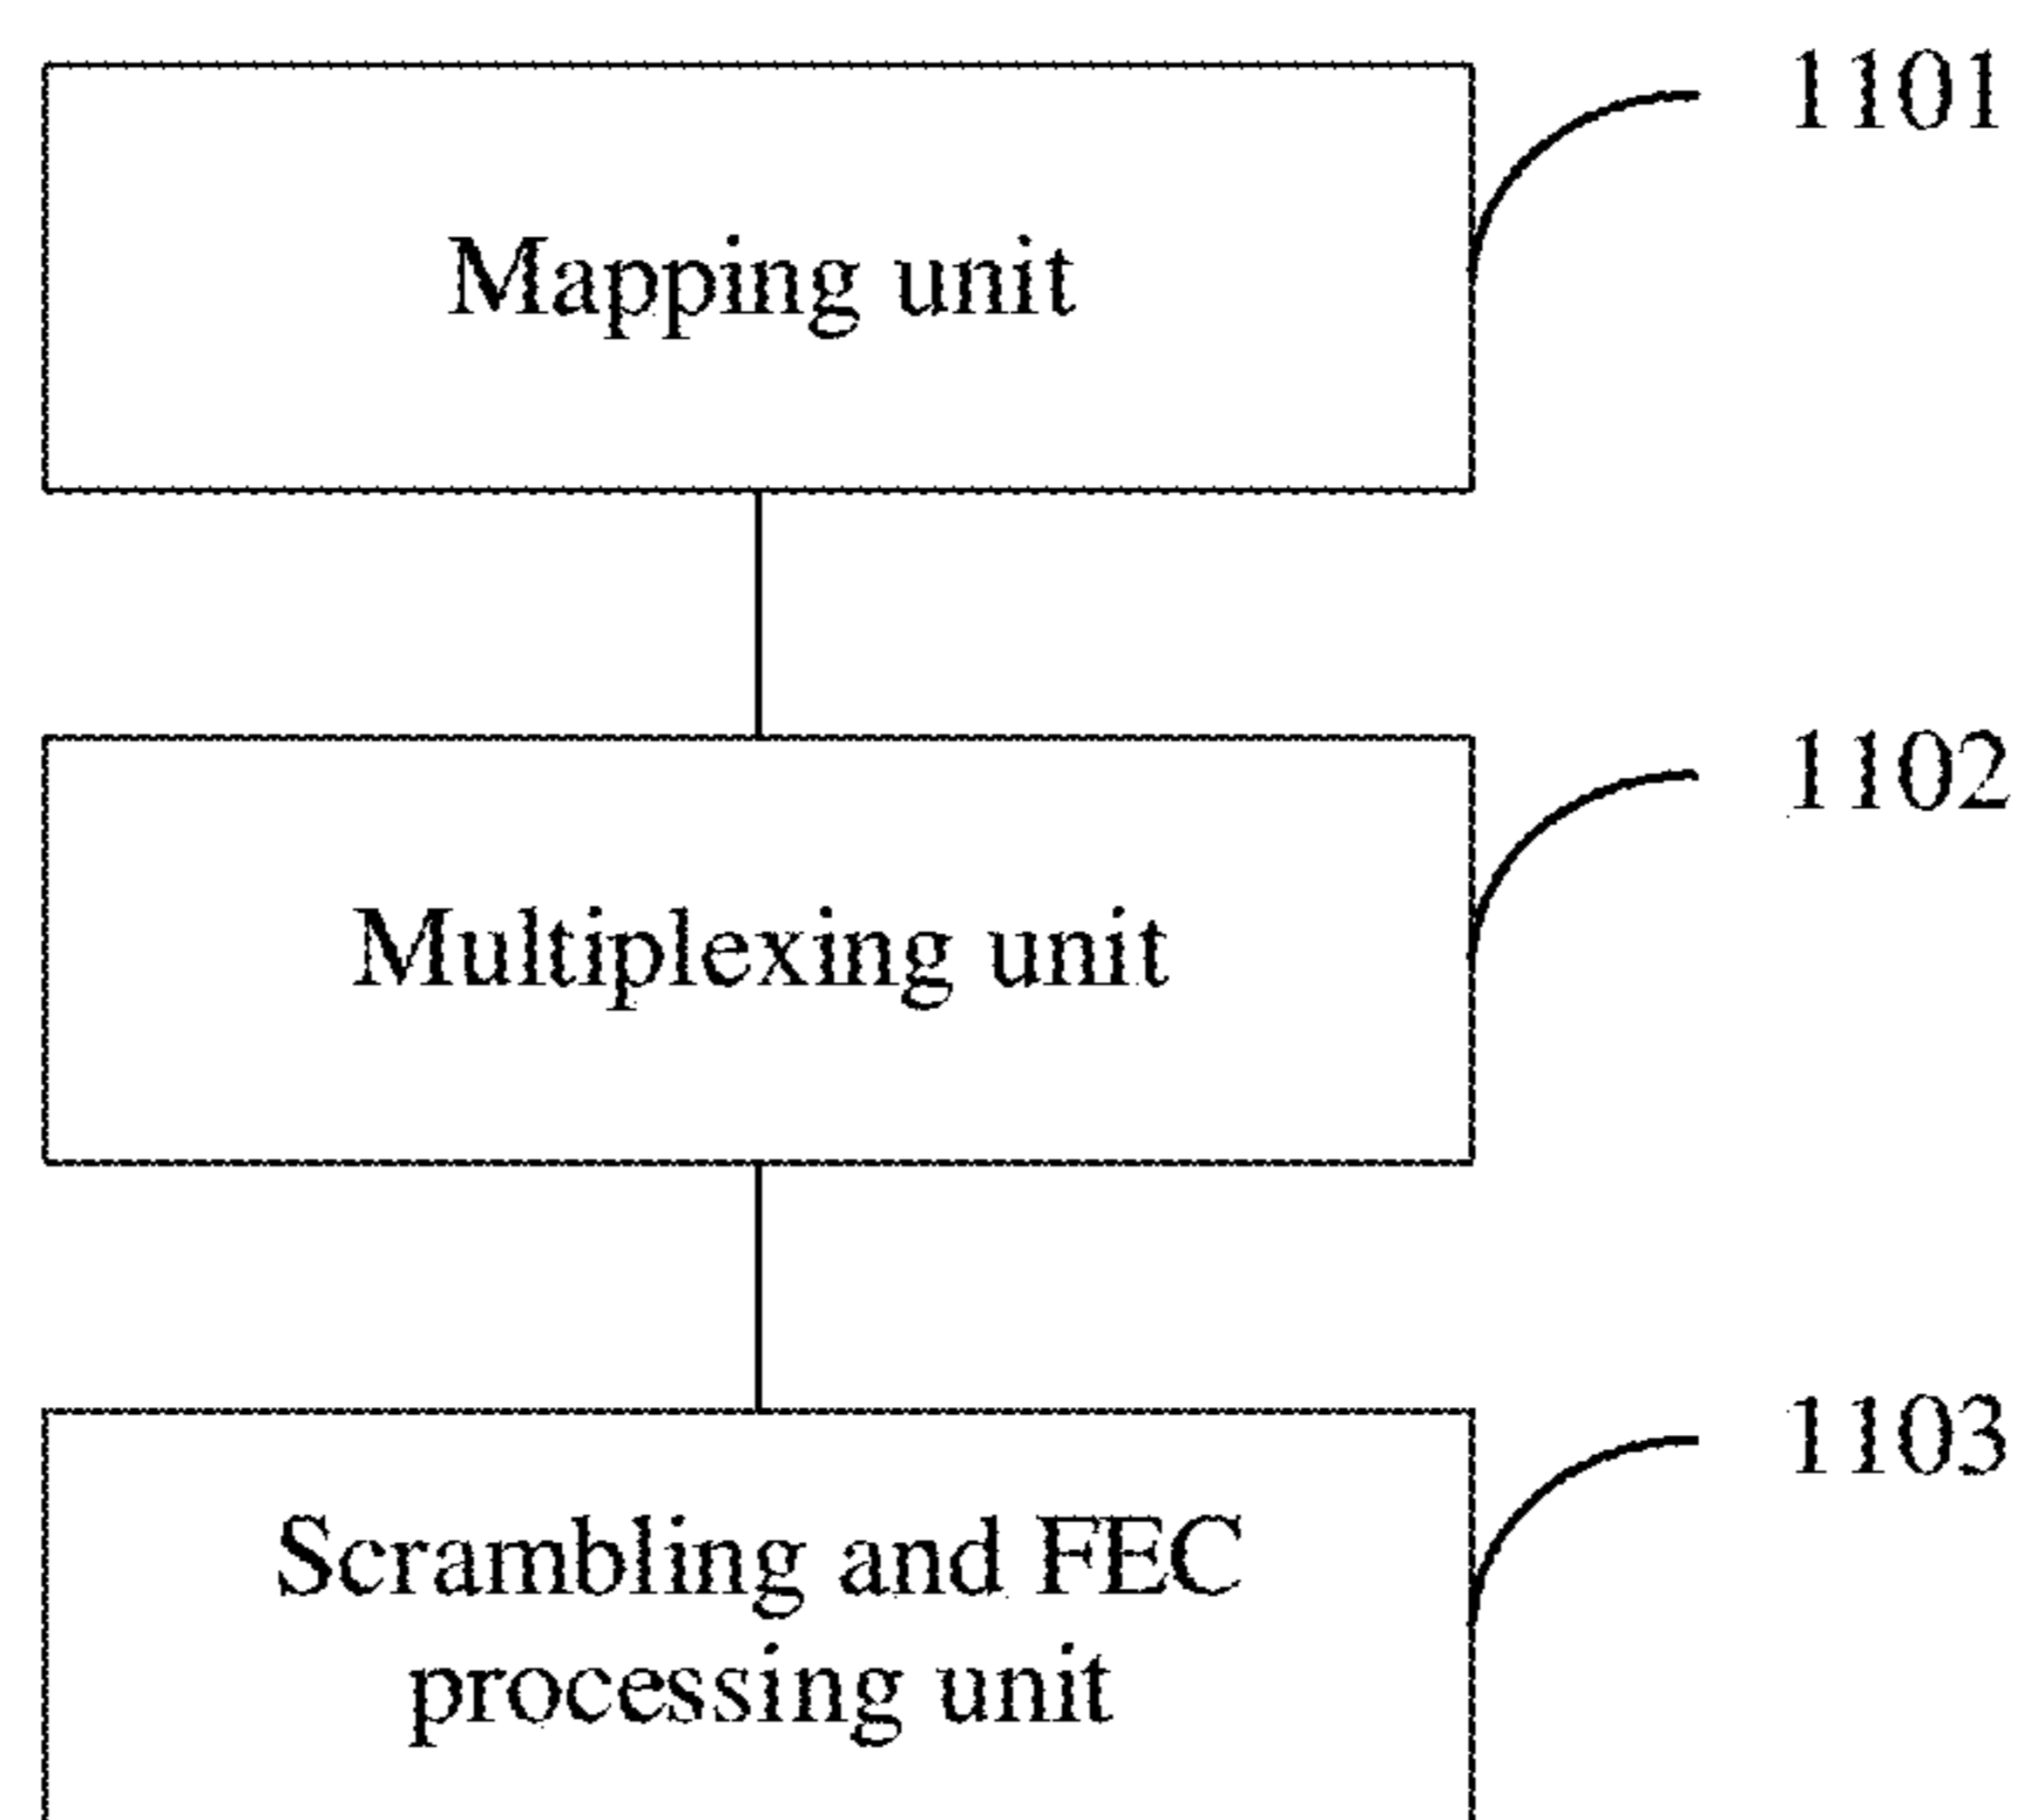 1101
Mapping unit
1102
Multiplexing unit
1103
Scrambling and FEC
processing unit